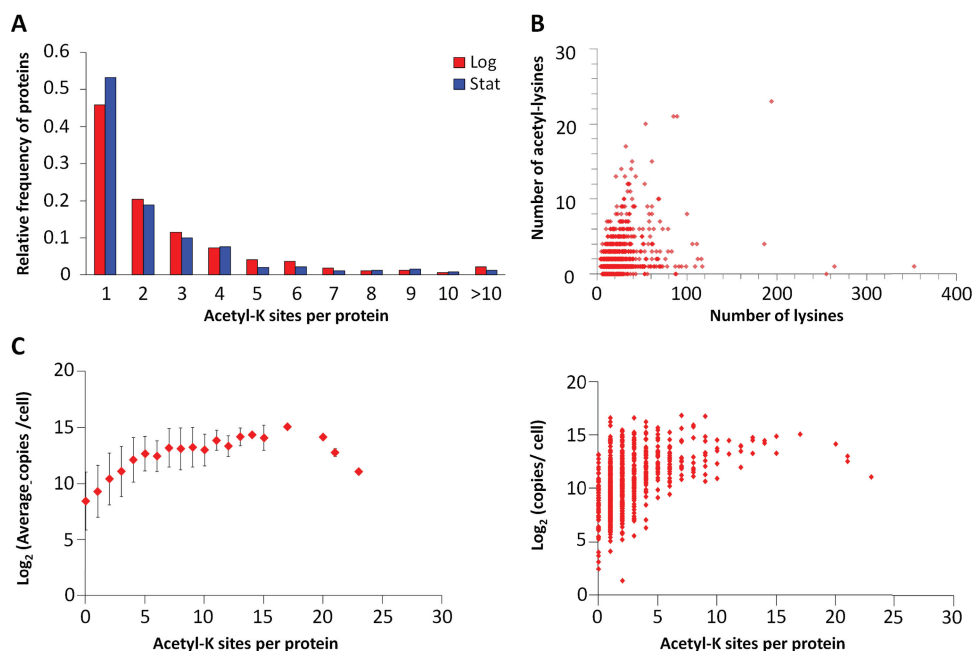 A
Relative frequency of proteins
0.6
0.5
0.4
0.3
0.2
0.1
0
Log
Stat
1 2 3 4 5 6 7 8 9 10 >10
Acetyl-K sites per protein
B
Number of acetyl-lysines
30
20
10
0
0 100 200 300 400
Number of lysines
C
Log2 (Average copies /cell)
20
15
10
5
0
0 5 10 15 20 25 30
Acetyl-K sites per protein
Log2 (copies/ cell)
20
15
10
5
0
0 5 10 15 20 25 30
Acetyl-K sites per protein